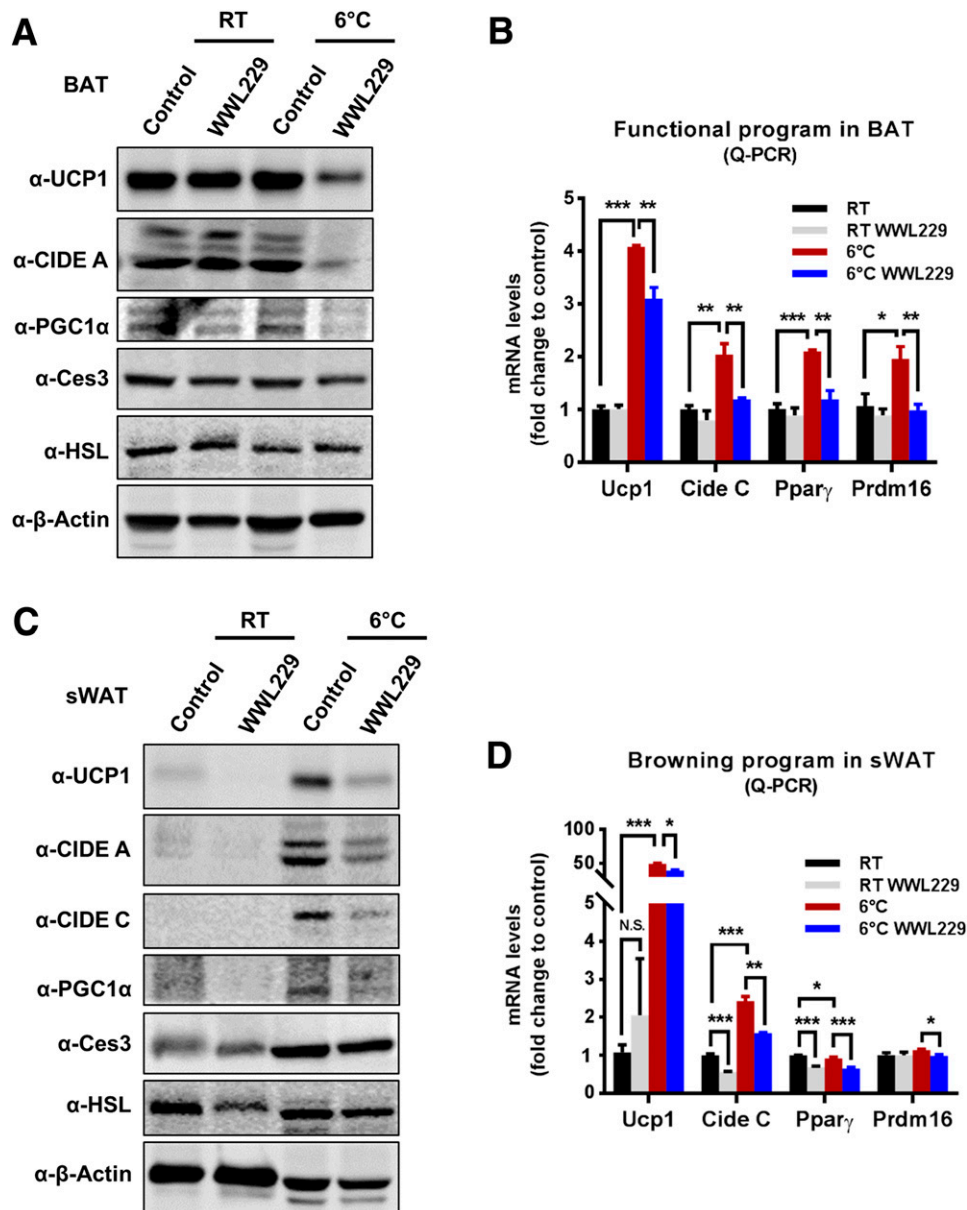 A
RT
6°C
BAT
Control
WWL229
Control
WWL229
α-UCP1
α-CIDE A
α-PGC1α
α-Ces3
α-HSL
α-β-Actin
B
Functional program in BAT
(Q-PCR)
mRNA levels
(fold change to control)
5
4
3
2
1
0
*** **
** **
*** **
* **
RT
RT WWL229
6°C
6°C WWL229
Ucp1 Cide C Pparγ Prdm16
C
RT
6°C
sWAT
Control
WWL229
Control
WWL229
α-UCP1
α-CIDE A
α-CIDE C
α-PGC1α
α-Ces3
α-HSL
α-β-Actin
D
Browning program in sWAT
(Q-PCR)
mRNA levels
(fold change to control)
100
50
5
4
3
2
1
0
*** *
N.S.
***
*** **
*
*** ***
*
RT
RT WWL229
6°C
6°C WWL229
Ucp1 Cide C Pparγ Prdm16